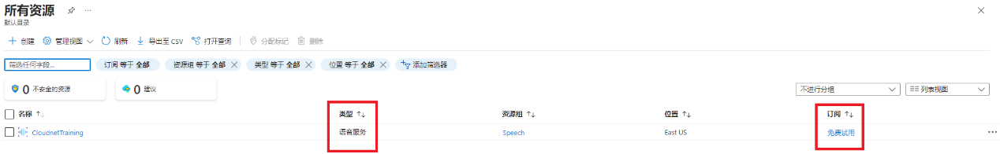 所有资源
默认目录
创建 管理视图 刷新 导出至 CSV 打开查询 分配标记 删除
筛选任何字段... 订阅 等于 全部 资源组 等于 全部 类型 等于 全部 位置 等于 全部 添加筛选器
0 不安全的资源 0 建议 不进行分组 列表视图
名称 类型 资源组 位置 订阅
CloudnetTraining 语音服务 Speech East US 免费试用